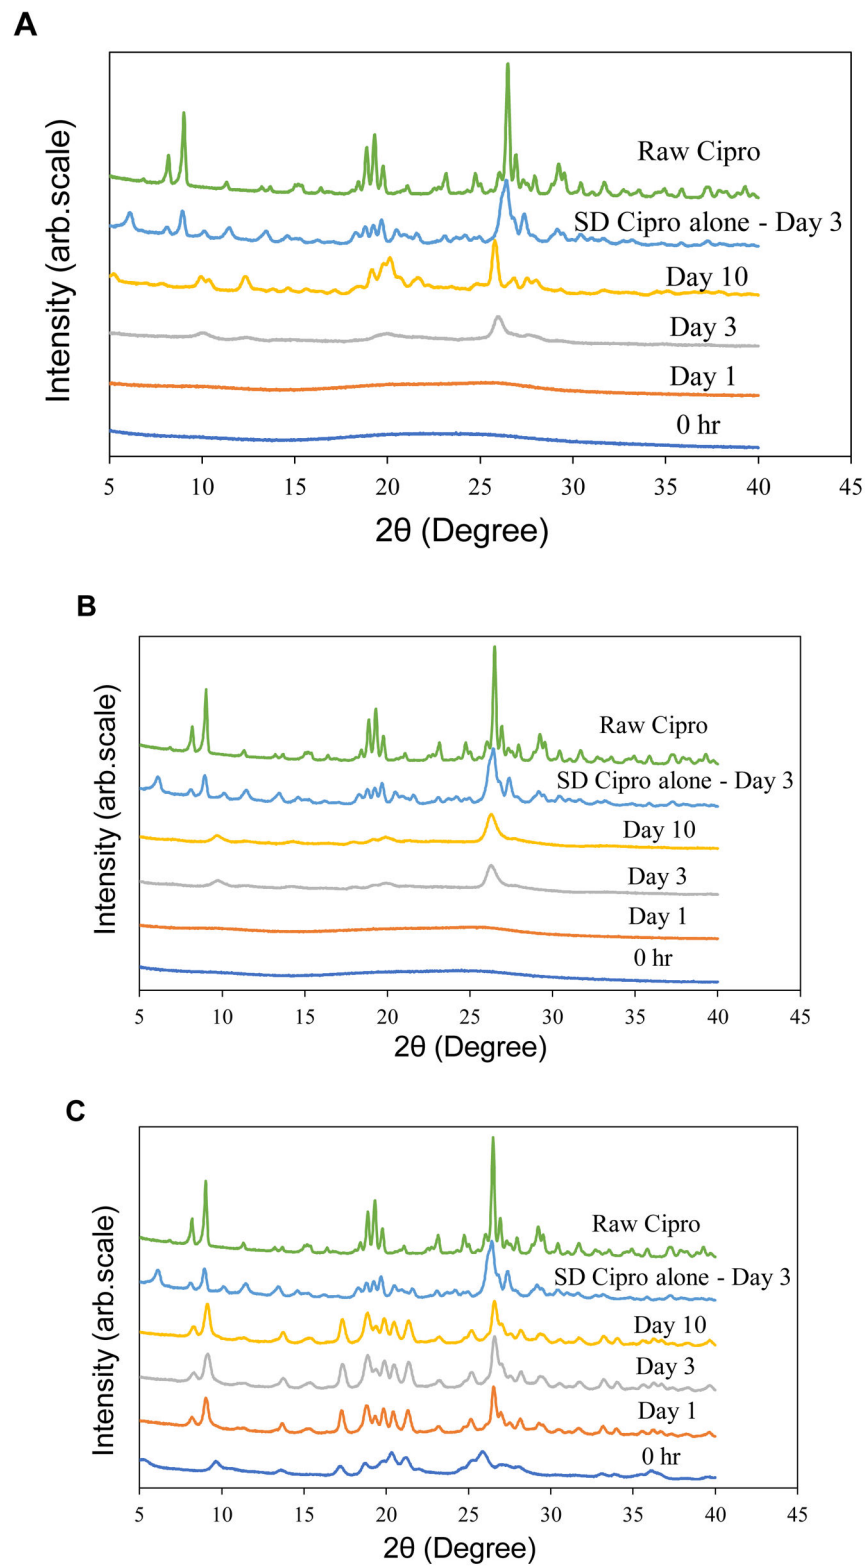 A
Intensity (arb.scale)
Raw Cipro
SD Cipro alone - Day 3
Day 10
Day 3
Day 1
0 hr
5 10 15 20 25 30 35 40 45
2θ (Degree)
B
Intensity (arb.scale)
Raw Cipro
SD Cipro alone - Day 3
Day 10
Day 3
Day 1
0 hr
5 10 15 20 25 30 35 40 45
2θ (Degree)
C
Intensity (arb.scale)
Raw Cipro
SD Cipro alone - Day 3
Day 10
Day 3
Day 1
0 hr
5 10 15 20 25 30 35 40 45
2θ (Degree)